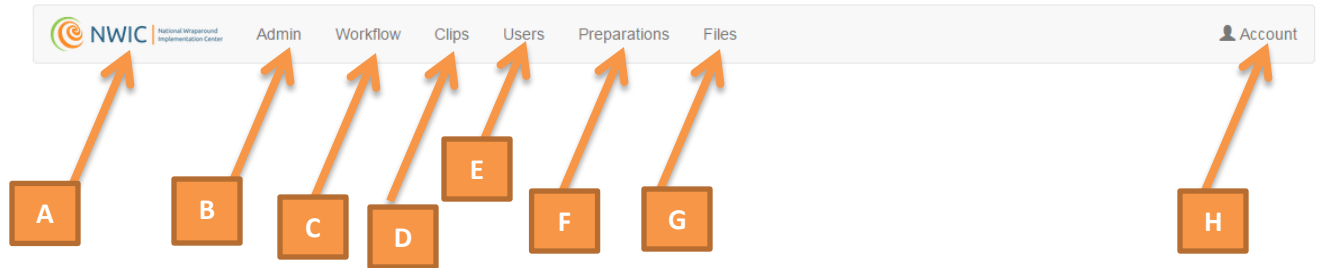 NWIC National Wraparound Implementation Center Admin Workflow Clips Users Preparations Files Account
E
A B C D F G H